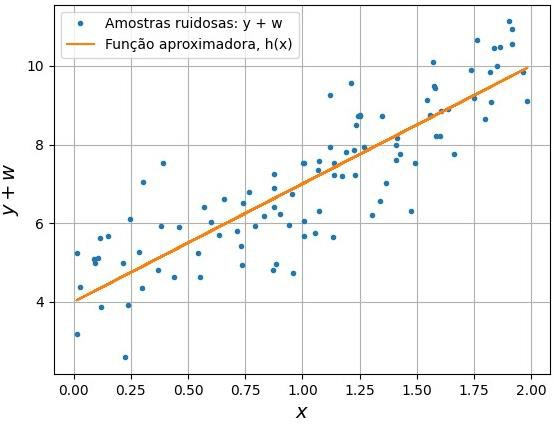 Amostras ruidosas: y + w
Função aproximadora, h(x)
10
8
6
4
y + w
0.00 0.25 0.50 0.75 1.00 1.25 1.50 1.75 2.00
x